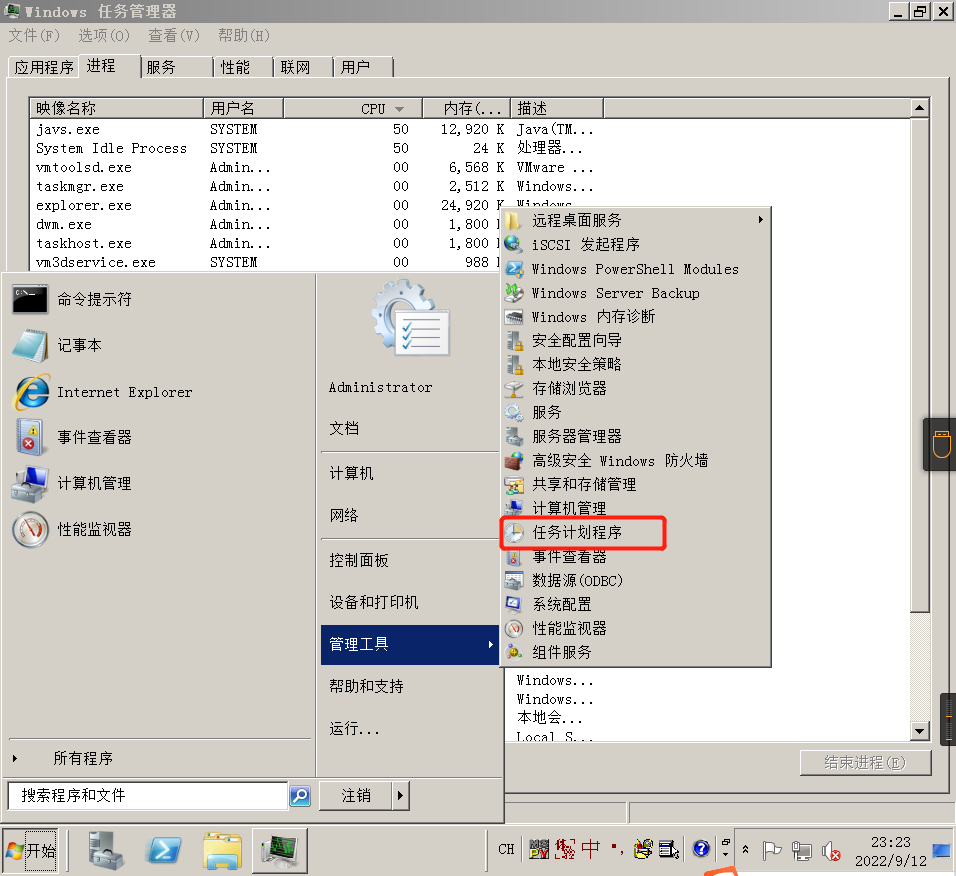 Windows 任务管理器
文件(F) 选项(O) 查看(V) 帮助(H)
应用程序 进程 服务 性能 联网 用户
映像名称 用户名 CPU 内存(... 描述
javs.exe SYSTEM 50 12,920 K Java(TM...
System Idle Process SYSTEM 50 24 K 处理器...
vmtoolsd.exe Admin... 00 6,568 K VMware ...
taskmgr.exe Admin... 00 2,512 K Windows...
explorer.exe Admin... 00 24,920 K Windows
dwm.exe Admin... 00 1,800
taskhost.exe Admin... 00 1,800
vm3dservice.exe SYSTEM 00 988
命令提示符
记事本
Internet Explorer
事件查看器
计算机管理
性能监视器
所有程序
搜索程序和文件
Administrator
文档
计算机
网络
控制面板
设备和打印机
管理工具
帮助和支持
运行...
注销
远程桌面服务
iSCSI 发起程序
Windows PowerShell Modules
Windows Server Backup
Windows 内存诊断
安全配置向导
本地安全策略
存储浏览器
服务
服务器管理器
高级安全 Windows 防火墙
共享和存储管理
计算机管理
任务计划程序
事件查看器
数据源(ODBC)
系统配置
性能监视器
组件服务
Windows...
Windows...
本地会...
Local S...
结束进程(E)
开始
CH
中
23:23
2022/9/12